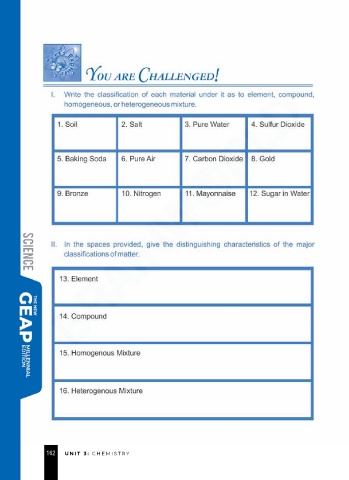 YOU ARE CHALLENGED!
I. Write the classification of each material under it as to element, compound,
homogeneous, or heterogeneous mixture.
1. Soil 2. Salt 3. Pure Water 4. Sulfur Dioxide
5. Baking Soda 6. Pure Air 7. Carbon Dioxide 8. Gold
9. Bronze 10. Nitrogen 11. Mayonnaise 12. Sugar in Water
II. In the spaces provided, give the distinguishing characteristics of the major
classifications of matter.
13. Element
14. Compound
15. Homogenous Mixture
16. Heterogenous Mixture
SCIENCE
THE NEW
GEAP
MILLENNIAL
EDITION
162 UNIT 3: CHEMISTRY